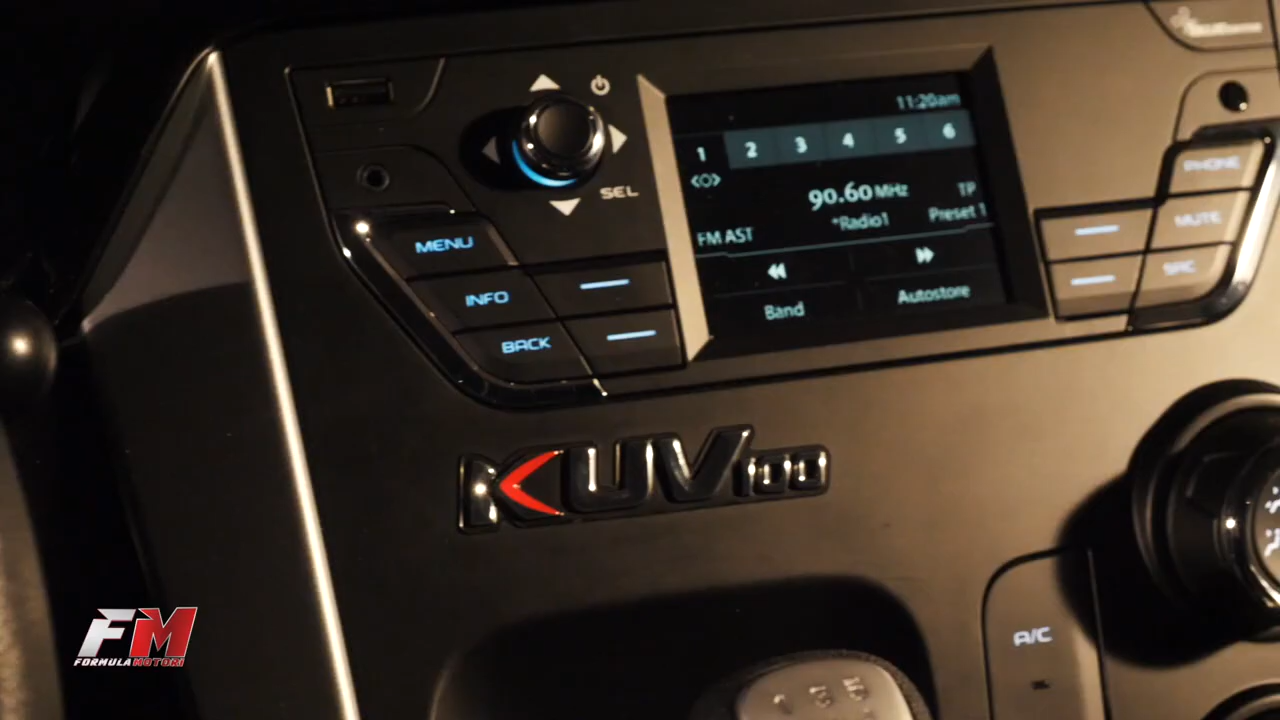 11:20am
1 2 3 4 5 6
90.60 MHz TP
*Radio1 Preset 1
FM AST
Band Autostore
SEL
MENU
INFO
BACK
PHONE
MUTE
SRC
KUV100
A/C
FM
FORMULA MOTORI